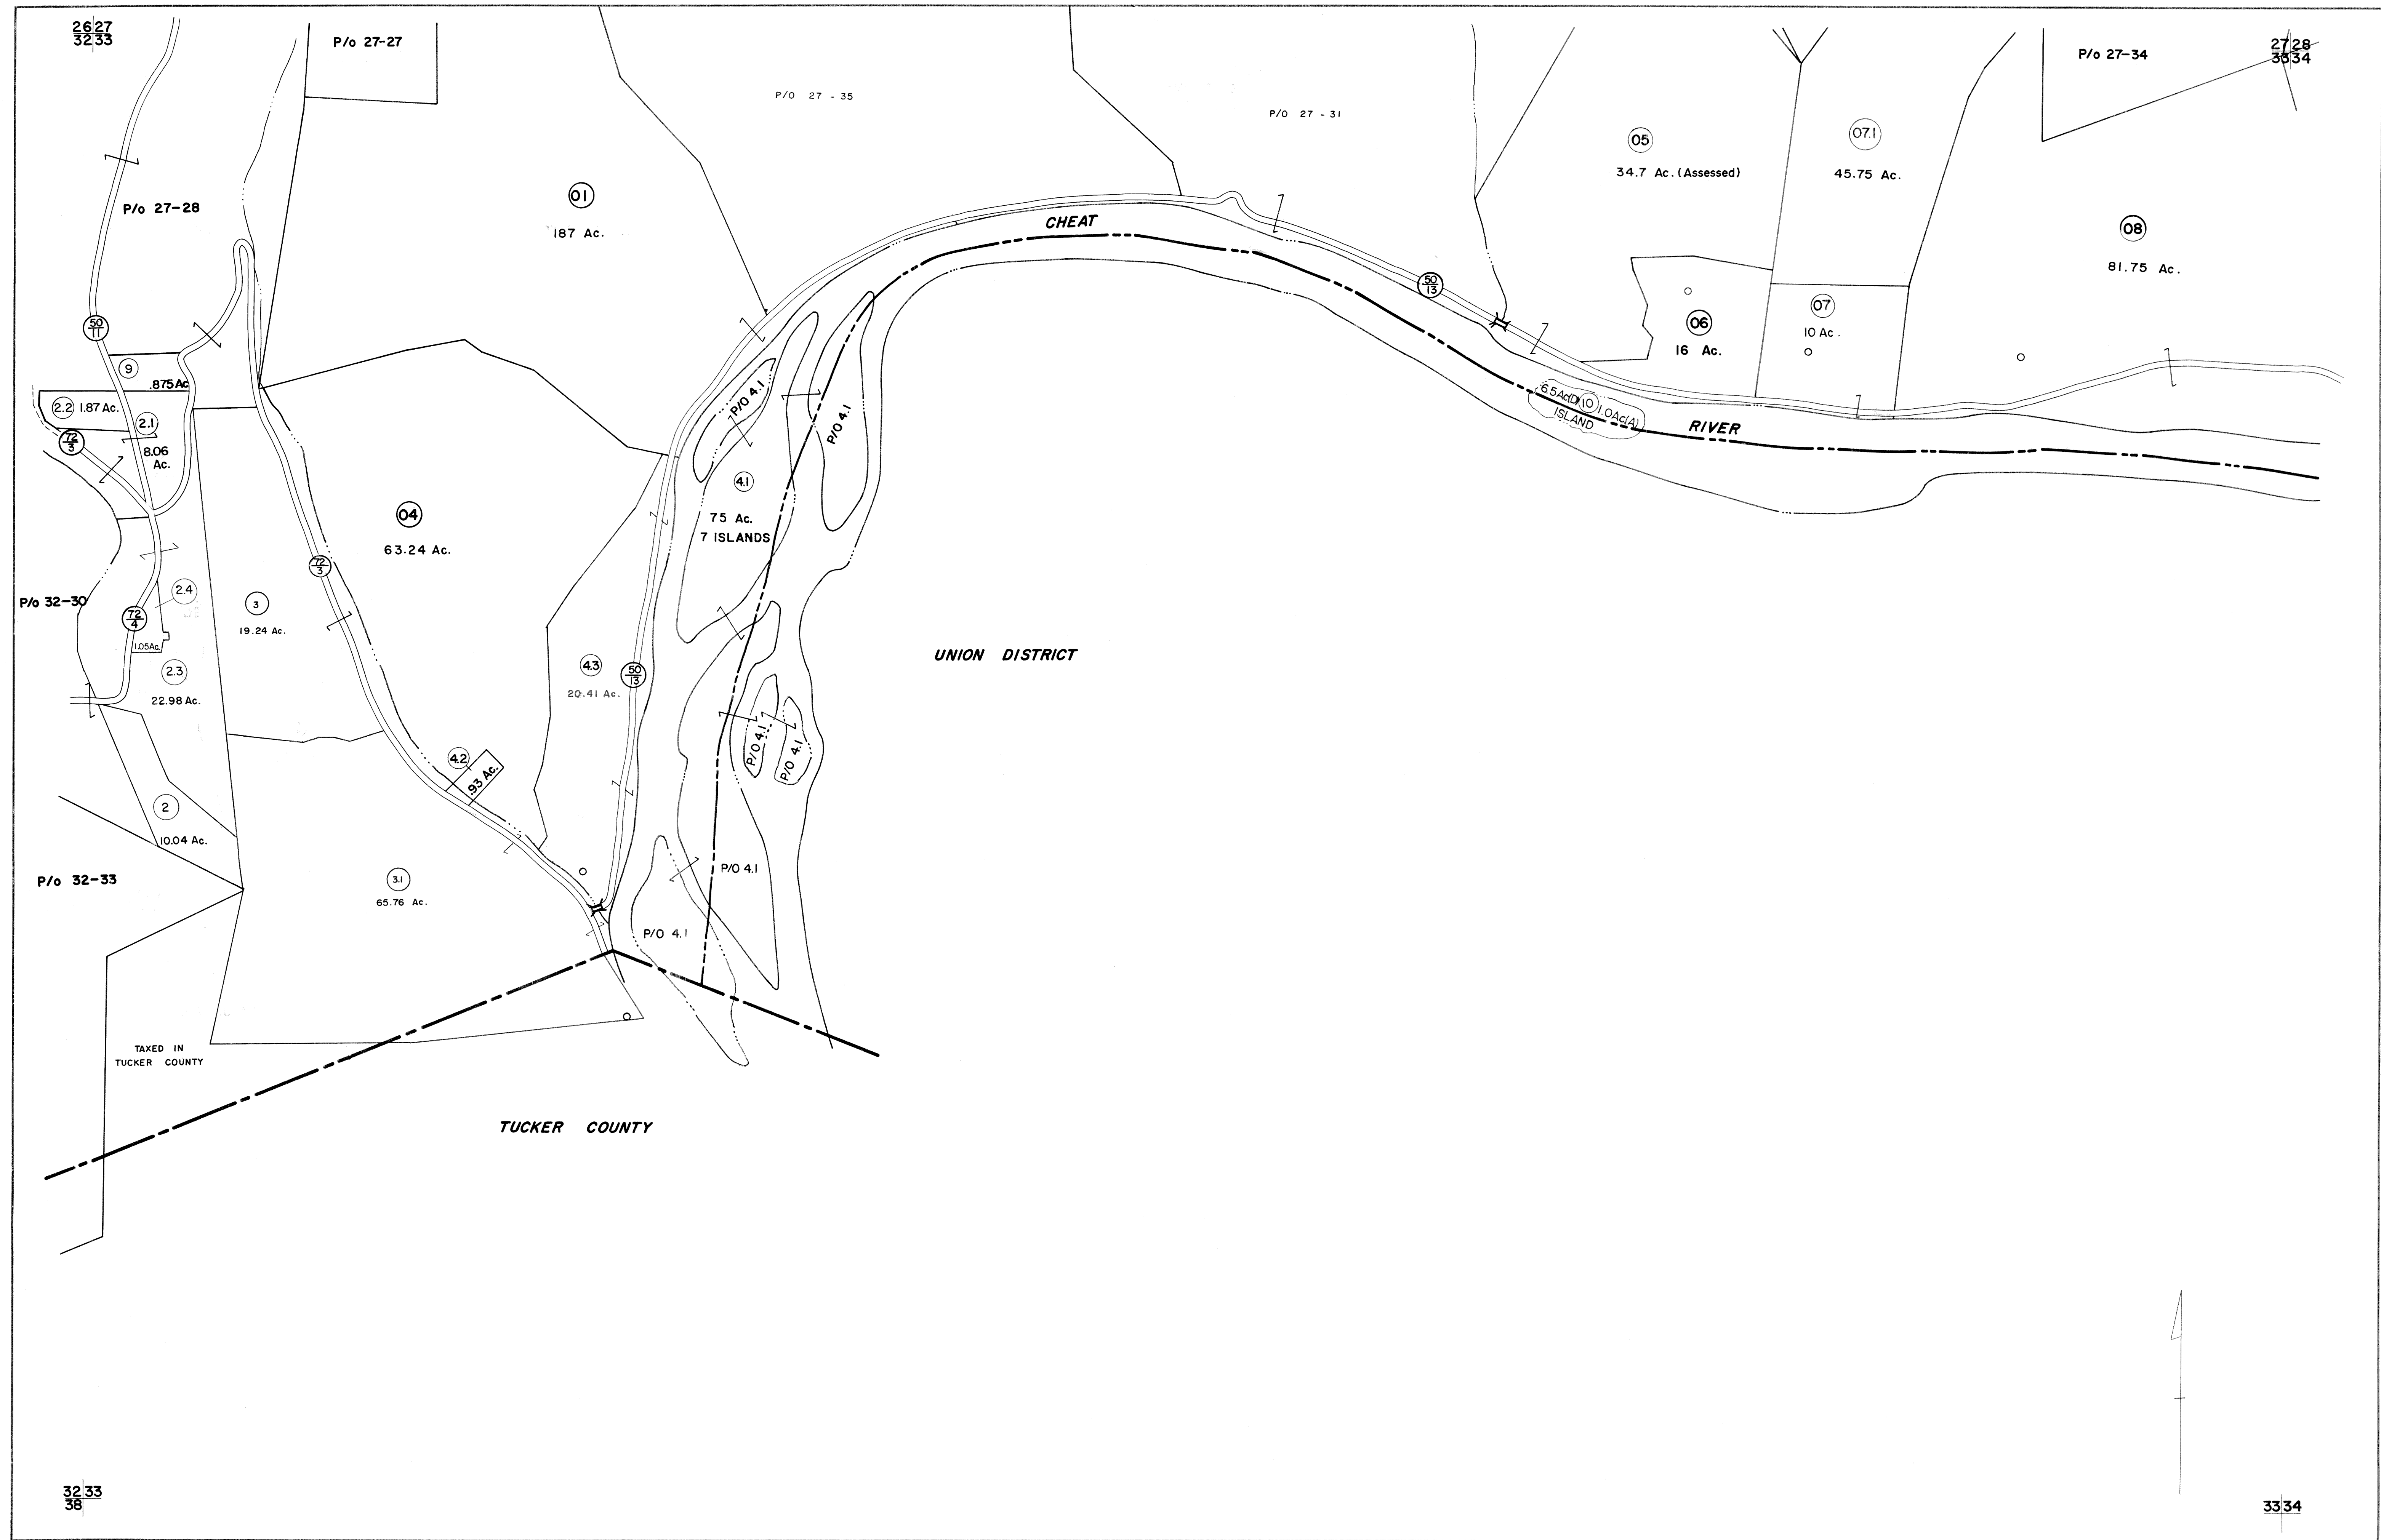 26 27
32 33
P/o 27-27
P/O 27 - 35
P/O 27 - 31
P/o 27-34
27 28
33 34
05
34.7 Ac. (Assessed)
07.1
45.75 Ac.
08
81.75 Ac.
P/o 27-28
01
187 Ac.
CHEAT
50
13
06
16 Ac.
07
10 Ac.
50
11
9
.875 Ac
2.2 1.87 Ac.
2.1
8.06
Ac.
72
3
P/O 4.1
P/O 4.1
6.5Ac(D) 10 1.0Ac(A)
ISLAND
RIVER
4.1
75 Ac.
7 ISLANDS
04
63.24 Ac.
72
3
P/o 32-30
2.4
72
4
1.05Ac.
3
19.24 Ac.
2.3
22.98 Ac.
4.3
20.41 Ac.
50
13
UNION DISTRICT
P/O 4.1
P/O 4.1
4.2
.93 Ac.
2
10.04 Ac.
P/o 32-33
3.1
65.76 Ac.
P/O 4.1
P/O 4.1
TAXED IN
TUCKER COUNTY
TUCKER COUNTY
32 33
38
33 34